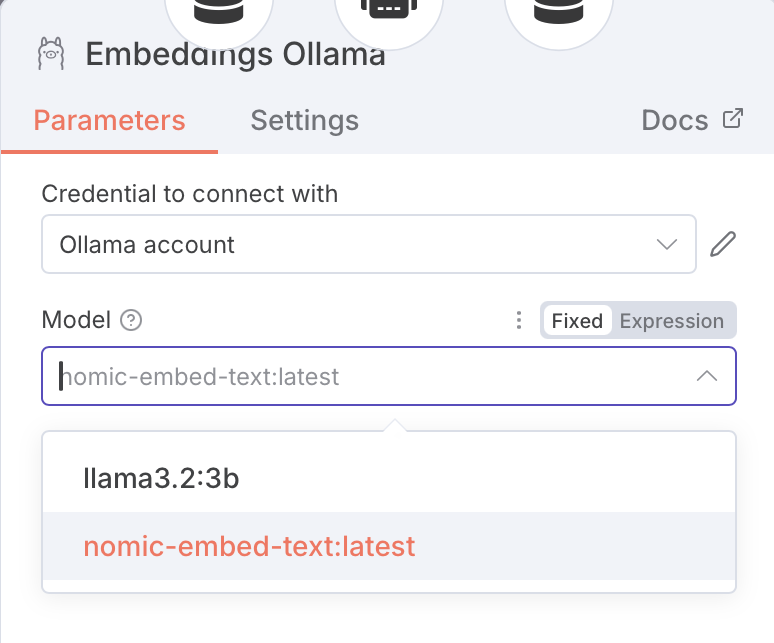 Embeddings Ollama
Parameters Settings Docs
Credential to connect with
Ollama account
Model Fixed Expression
nomic-embed-text:latest
llama3.2:3b
nomic-embed-text:latest